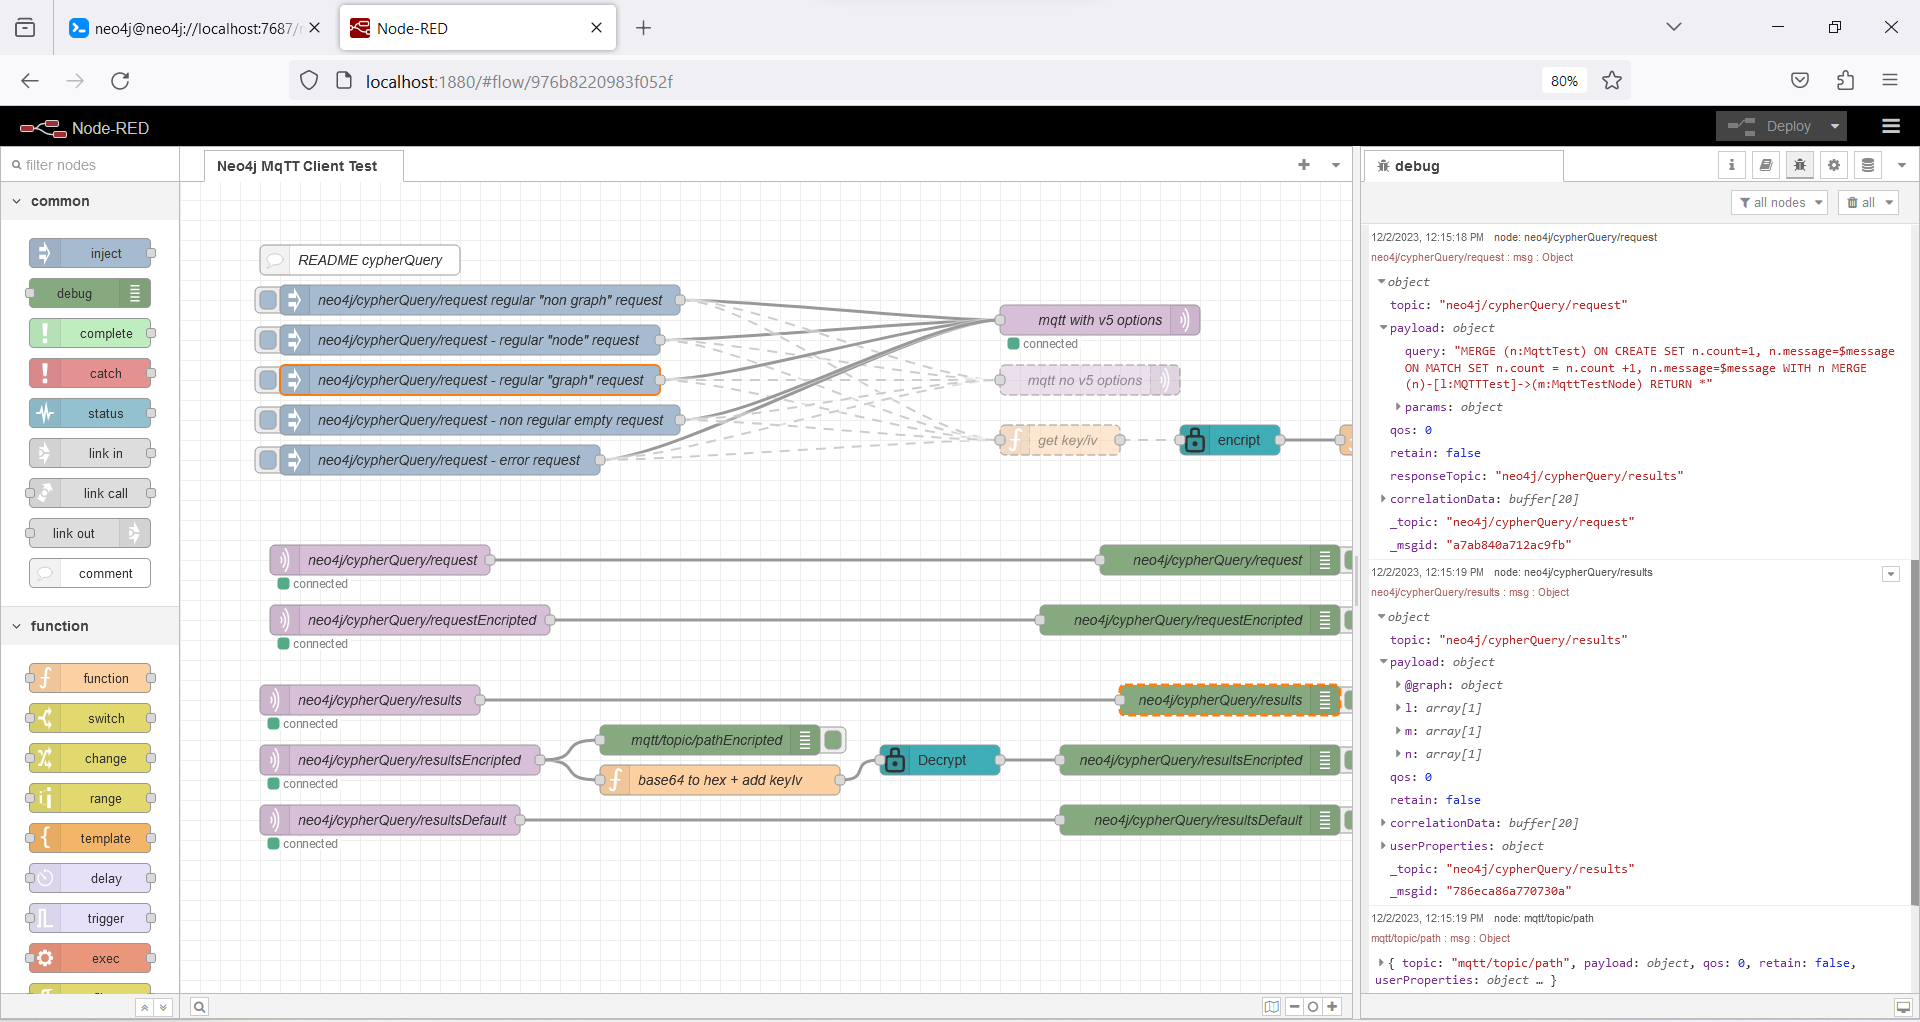 neo4j@neo4j://localhost:7687/
Node-RED
localhost:1880/#flow/976b8220983f052f
80%
Node-RED
Deploy
filter nodes
common
inject
debug
complete
catch
status
link in
link call
link out
comment
function
function
switch
change
range
template
delay
trigger
exec
Neo4j MqTT Client Test
README cypherQuery
neo4j/cypherQuery/request regular "non graph" request
neo4j/cypherQuery/request - regular "node" request
neo4j/cypherQuery/request - regular "graph" request
neo4j/cypherQuery/request - non regular empty request
neo4j/cypherQuery/request - error request
mqtt with v5 options
connected
mqtt no v5 options
get key/iv
encript
neo4j/cypherQuery/request
connected
neo4j/cypherQuery/request
neo4j/cypherQuery/requestEncripted
connected
neo4j/cypherQuery/requestEncripted
neo4j/cypherQuery/results
connected
neo4j/cypherQuery/results
mqtt/topic/pathEncripted
neo4j/cypherQuery/resultsEncripted
connected
base64 to hex + add keyIv
Decrypt
neo4j/cypherQuery/resultsEncripted
neo4j/cypherQuery/resultsDefault
connected
neo4j/cypherQuery/resultsDefault
debug
all nodes
all
12/2/2023, 12:15:18 PM node: neo4j/cypherQuery/request
neo4j/cypherQuery/request : msg : Object
object
topic: "neo4j/cypherQuery/request"
payload: object
query: "MERGE (n:MqttTest) ON CREATE SET n.count=1, n.message=$message
ON MATCH SET n.count = n.count +1, n.message=$message WITH n MERGE
(n)-[l:MQTTTest]->(m:MqttTestNode) RETURN *"
params: object
qos: 0
retain: false
responseTopic: "neo4j/cypherQuery/results"
correlationData: buffer[20]
_topic: "neo4j/cypherQuery/request"
_msgid: "a7ab840a712ac9fb"
12/2/2023, 12:15:19 PM node: neo4j/cypherQuery/results
neo4j/cypherQuery/results : msg : Object
object
topic: "neo4j/cypherQuery/results"
payload: object
@graph: object
l: array[1]
m: array[1]
n: array[1]
qos: 0
retain: false
correlationData: buffer[20]
userProperties: object
_topic: "neo4j/cypherQuery/results"
_msgid: "786eca86a770730a"
12/2/2023, 12:15:19 PM node: mqtt/topic/path
mqtt/topic/path : msg : Object
{ topic: "mqtt/topic/path", payload: object, qos: 0, retain: false,
userProperties: object … }